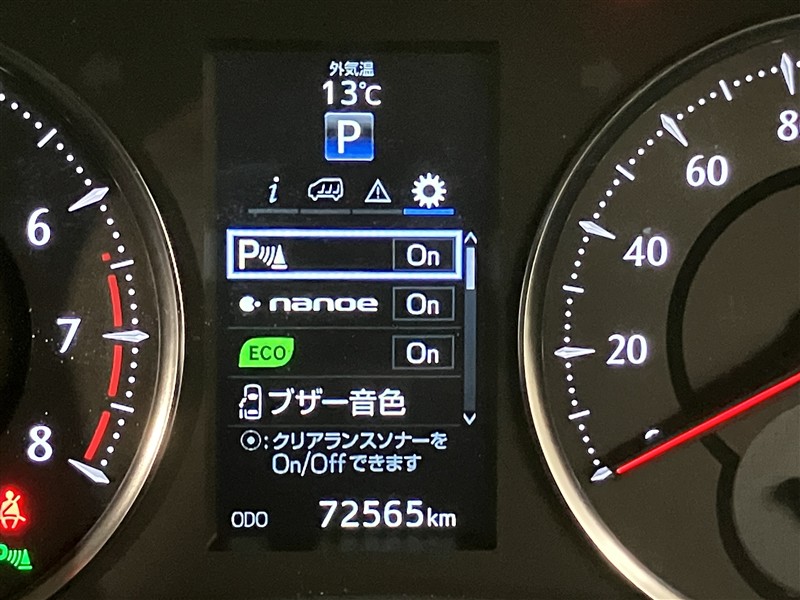 外気温
13℃
P
i
P On
nanoe On
ECO On
ブザー音色
:クリアランスソナーを
On/Offできます
ODO 72565km
6
7
8
P
20
40
60
8